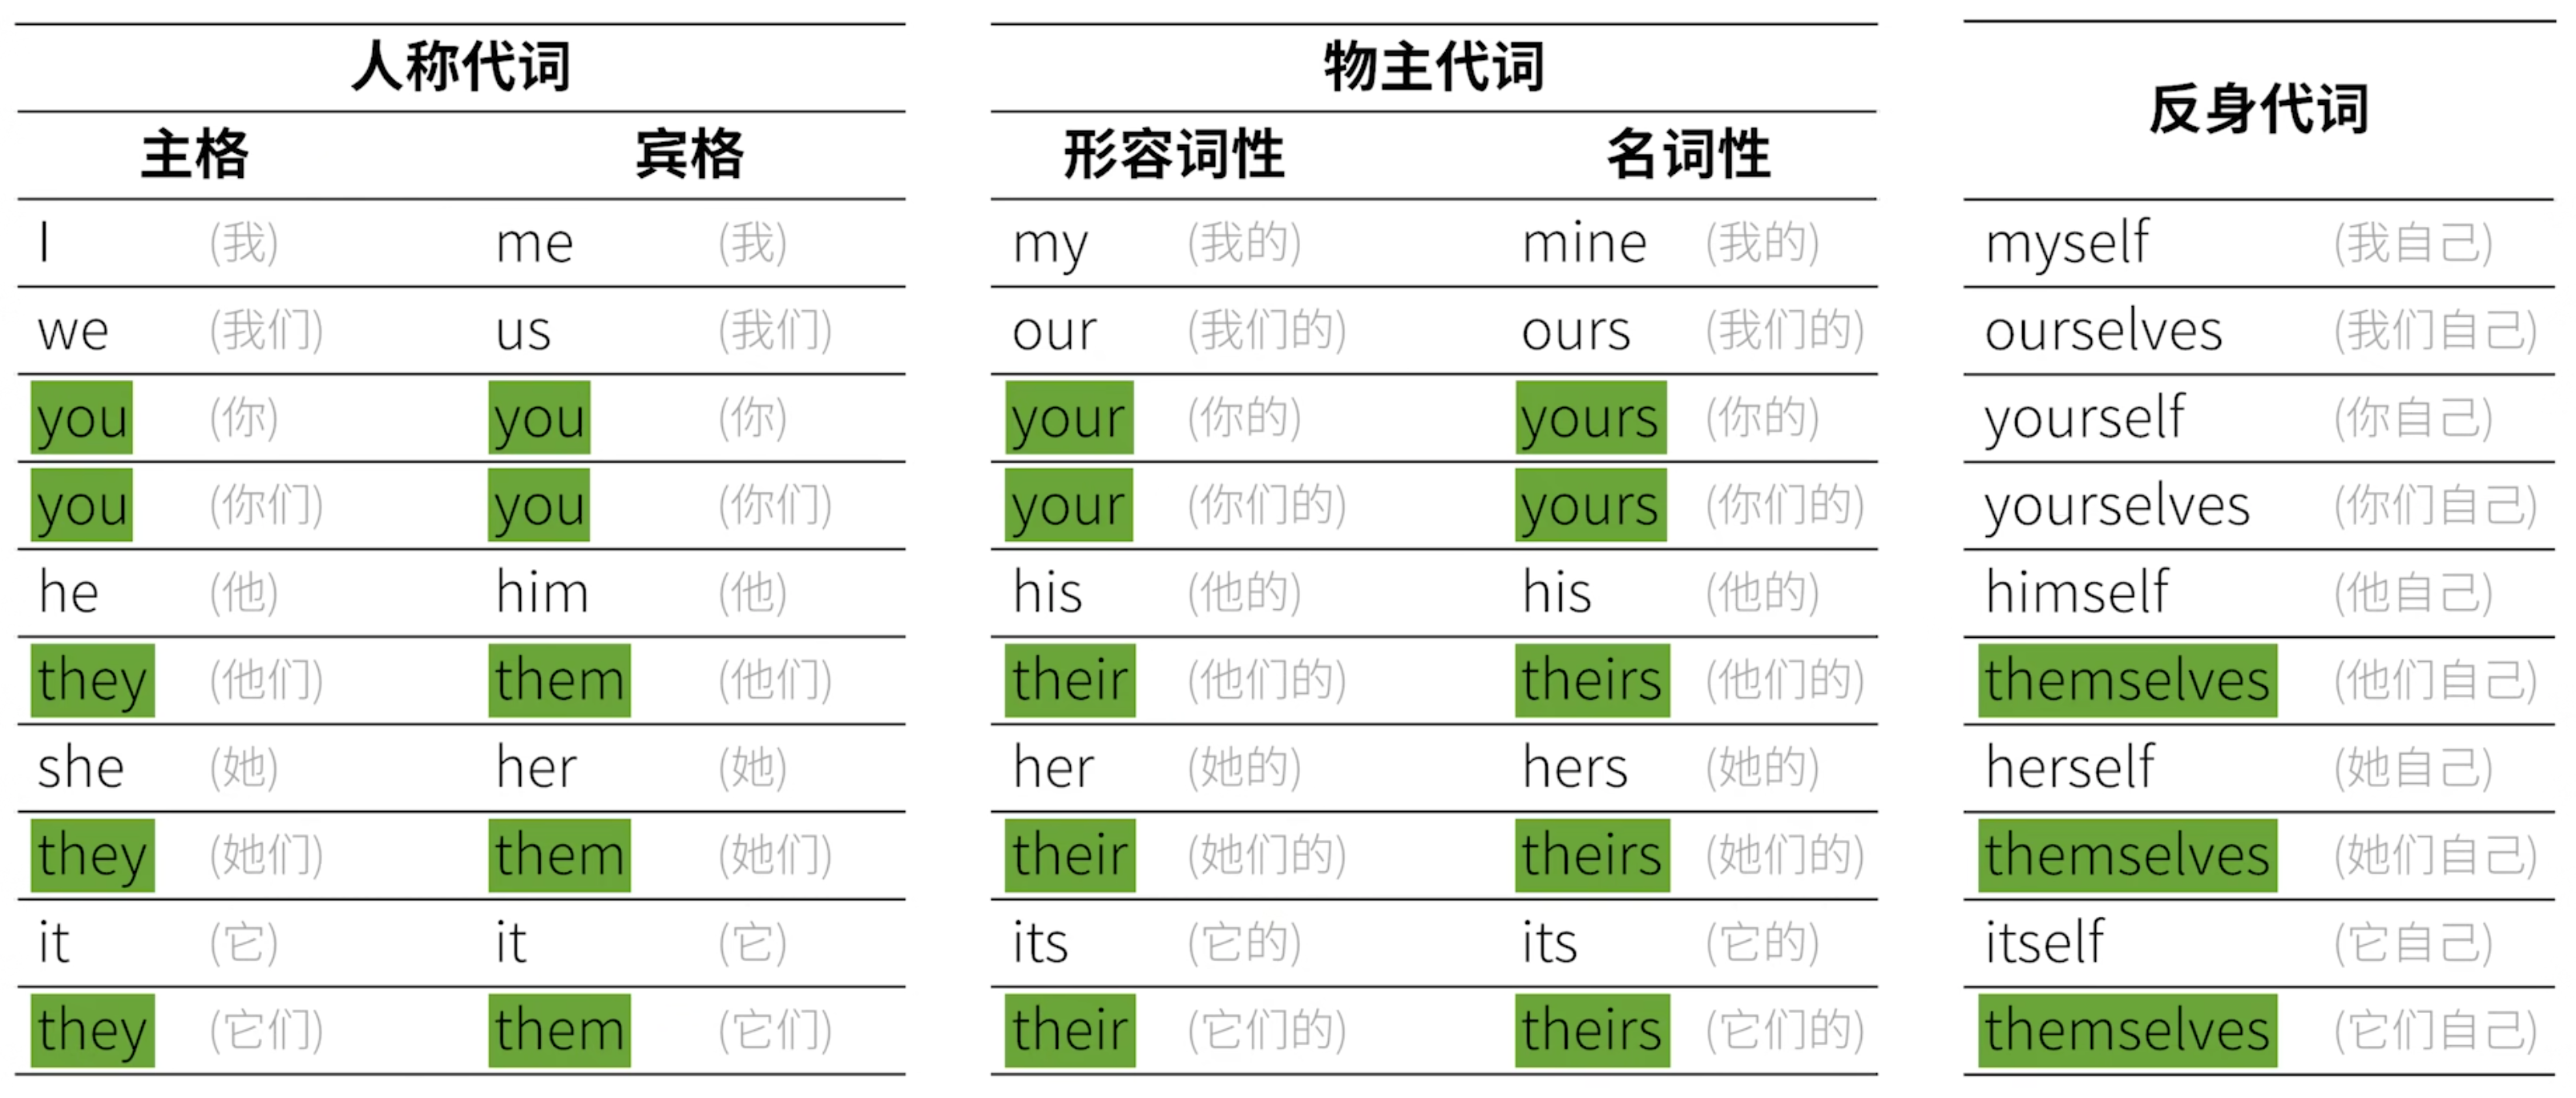 人称代词 物主代词 反身代词
主格 宾格 形容词性 名词性
I (我) me (我) my (我的) mine (我的) myself (我自己)
we (我们) us (我们) our (我们的) ours (我们的) ourselves (我们自己)
you (你) you (你) your (你的) yours (你的) yourself (你自己)
you (你们) you (你们) your (你们的) yours (你们的) yourselves (你们自己)
he (他) him (他) his (他的) his (他的) himself (他自己)
they (他们) them (他们) their (他们的) theirs (他们的) themselves (他们自己)
she (她) her (她) her (她的) hers (她的) herself (她自己)
they (她们) them (她们) their (她们的) theirs (她们的) themselves (她们自己)
it (它) it (它) its (它的) its (它的) itself (它自己)
they (它们) them (它们) their (它们的) theirs (它们的) themselves (它们自己)